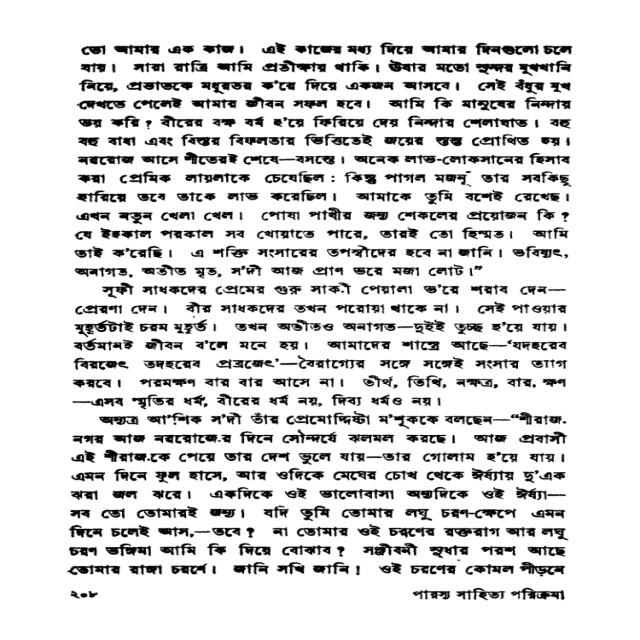 তো আমার এক কাজ। এই কাজের মধ্য দিয়ে আমার দিনগুলো চলে
যায়। সারা রাত্রি আমি প্রতীক্ষায় থাকি। ঊষার মতো সুন্দর মুখখানি
নিয়ে, প্রভাতকে মধুরতর ক'রে দিয়ে একজন আসবে। সেই বঁধুর মুখ
দেখতে পেলেই আমার জীবন সফল হবে। আমি কি মানুষের নিন্দায়
ভয় করি? বীরের বক্ষ বর্ম হ'য়ে ফিরিয়ে দেয় নিন্দার শেলাঘাত। বহু
বহু বাধা এবং বিস্তর বিফলতার ভিত্তিতেই জয়ের স্তম্ভ প্রোথিত হয়।
নররোজ আসে শীতেরই শেষে—বসন্তে। অনেক লাভ-লোকসানের হিসাব
করা প্রেমিক লায়লাকে চেয়েছিল : কিন্তু পাগল মজনূঁ তার সবকিছু
হারিয়ে তবে তাকে লাভ করেছিল। আমাকে তুমি বশেই রেখেছ।
এখন নতুন খেলা খেল। পোষা পাখীর জন্য শেকলের প্রয়োজন কি?
যে ইহকাল পরকাল সব খোয়াতে পারে, তারই তো হিম্মত। আমি
তাই ক'রেছি। এ শক্তি সংসারের তপস্বীদের হবে না জানি। ভবিষ্যৎ,
অনাগত, অতীত মৃত, স'দী আজ প্রাণ ভরে মজা লোট।"
সূফী সাধকদের প্রেমের গুরু সাকী পেয়ালা ভ'রে শরাব দেন—
প্রেরণা দেন। বীর সাধকদের তখন পরোয়া থাকে না। সেই পাওয়ার
মুহূর্তটাই চরম মুহূর্ত। তখন অতীতও অনাগত—দুইই তুচ্ছ হ'য়ে যায়।
বর্তমানই জীবন ব'লে মনে হয়। আমাদের শাস্ত্রে আছে—'যদহরেব
বিরজেৎ তদহরেব প্রব্রজেৎ'—বৈরাগ্যের সঙ্গে সঙ্গেই সংসার ত্যাগ
করবে। পরমক্ষণ বার বার আসে না। তীর্থ, তিথি, নক্ষত্র, বার, ক্ষণ
—এসব স্মৃতির ধর্ম, বীরের ধর্ম নয়, দিব্য ধর্মও নয়।
অন্যত্র আ'শিক স'দী তাঁর প্রেমোদ্দিষ্টা ম'শূককে বলছেন—"শীরাজ-
নগর আজ নররোজের দিনে সৌন্দর্যে ঝলমল করছে। আজ প্রবাসী
এই শীরাজকে পেয়ে তার দেশ ভুলে যায়—তার গোলাম হ'য়ে যায়।
এমন দিনে ফুল হাসে, আর ওদিকে মেঘের চোখ থেকে ঈর্ষ্যায় দু'এক
ঝরা জল ঝরে। একদিকে ওই ভালোবাসা অন্যদিকে ওই ঈর্ষ্যা—
সব তো তোমারই জন্য। যদি তুমি তোমার লঘু চরণ-ক্ষেপে এমন
দিনে চলেই আস,—তবে? না তোমার ওই চরণের রক্তরাগ আর লঘু
চরণ ভঙ্গিমা আমি কি দিয়ে বোঝাব? সঞ্জীবনী সুধার পরশ আছে
তোমার রাঙ্গা চরণে। জানি সখি জানি! ওই চরণের কোমল পীড়নে
২০৮ পারস্য সাহিত্য পরিক্রমা